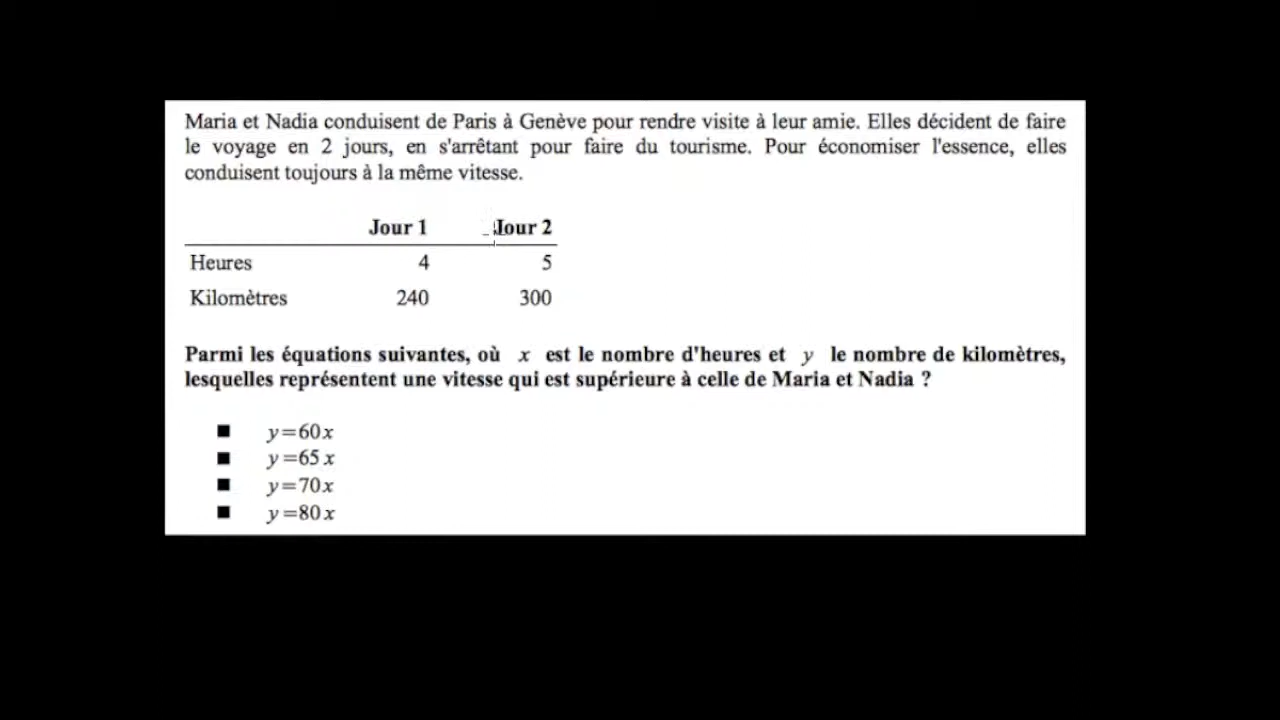 Maria et Nadia conduisent de Paris à Genève pour rendre visite à leur amie. Elles décident de faire
le voyage en 2 jours, en s'arrêtant pour faire du tourisme. Pour économiser l'essence, elles
conduisent toujours à la même vitesse.
Jour 1 Jour 2
Heures 4 5
Kilomètres 240 300
Parmi les équations suivantes, où x est le nombre d'heures et y le nombre de kilomètres,
lesquelles représentent une vitesse qui est supérieure à celle de Maria et Nadia ?
■ y=60x
■ y=65x
■ y=70x
■ y=80x